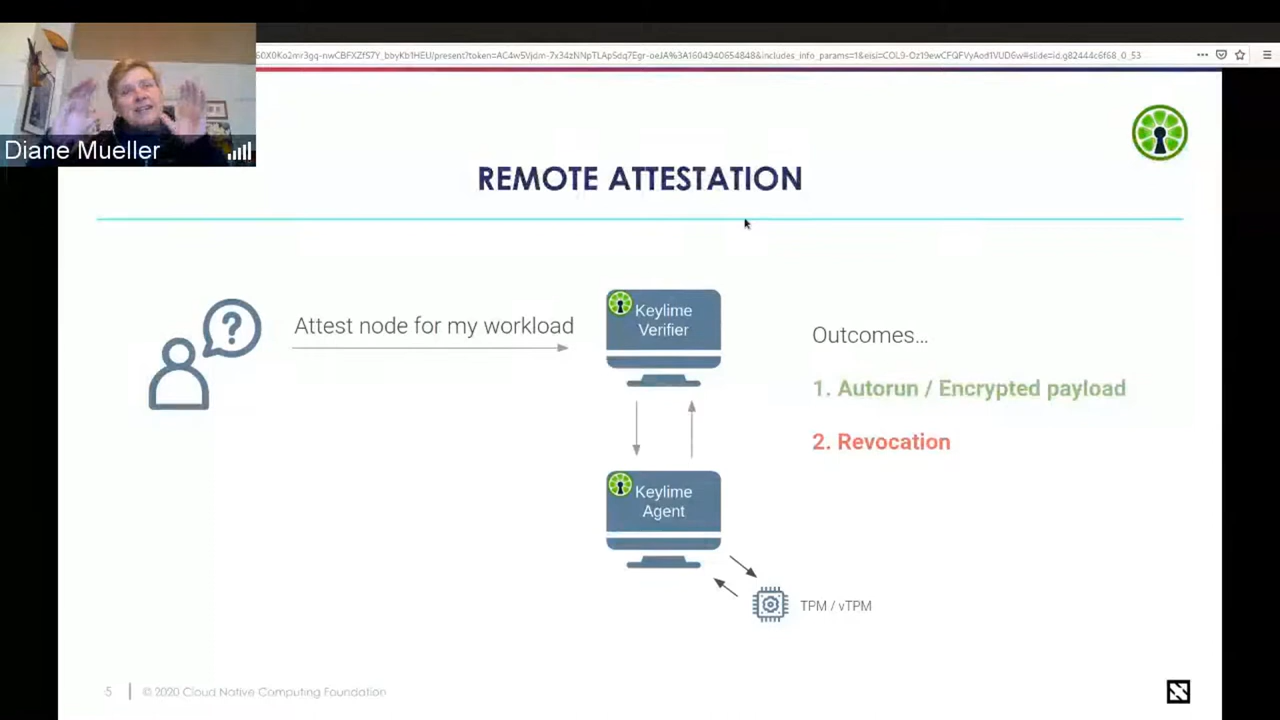 Diane Mueller
REMOTE ATTESTATION
Attest node for my workload
Keylime
Verifier
Outcomes…
1. Autorun / Encrypted payload
2. Revocation
Keylime
Agent
TPM / vTPM
5
© 2020 Cloud Native Computing Foundation